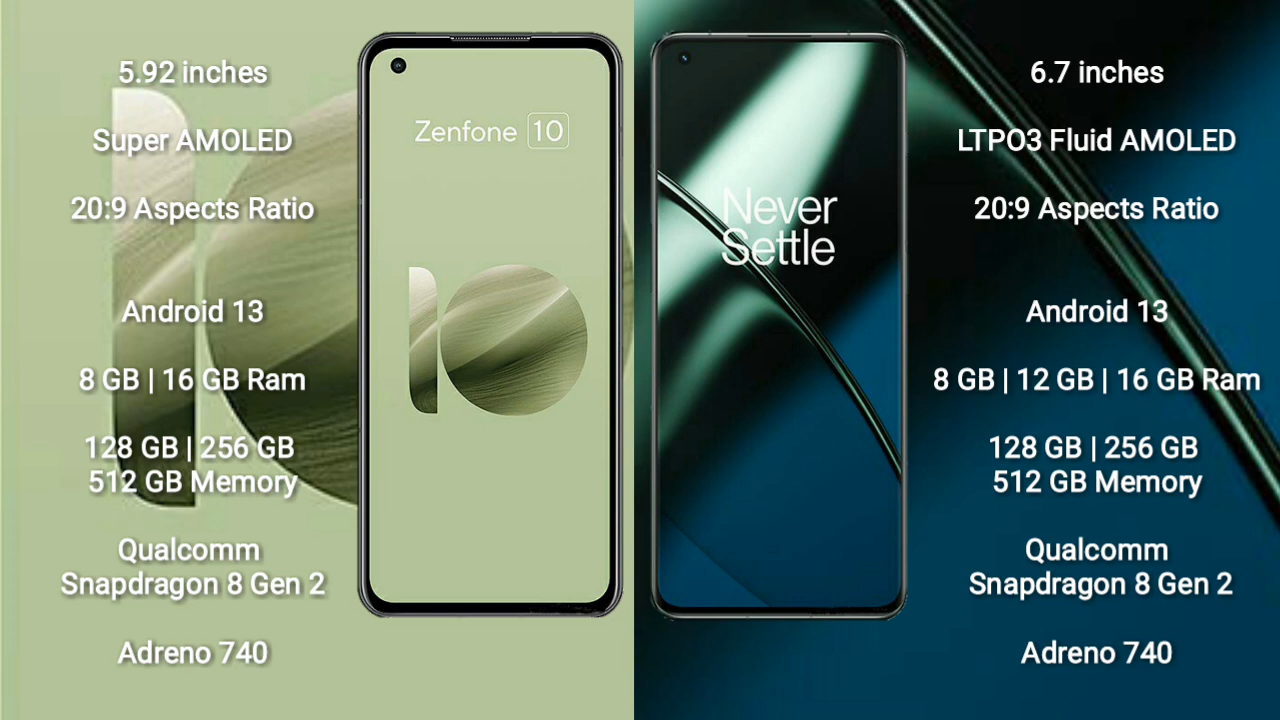 5.92 inches
Super AMOLED
20:9 Aspects Ratio
Android 13
8 GB | 16 GB Ram
128 GB | 256 GB
512 GB Memory
Qualcomm
Snapdragon 8 Gen 2
Adreno 740
Zenfone 10
10
Never
Settle
6.7 inches
LTPO3 Fluid AMOLED
20:9 Aspects Ratio
Android 13
8 GB | 12 GB | 16 GB Ram
128 GB | 256 GB
512 GB Memory
Qualcomm
Snapdragon 8 Gen 2
Adreno 740